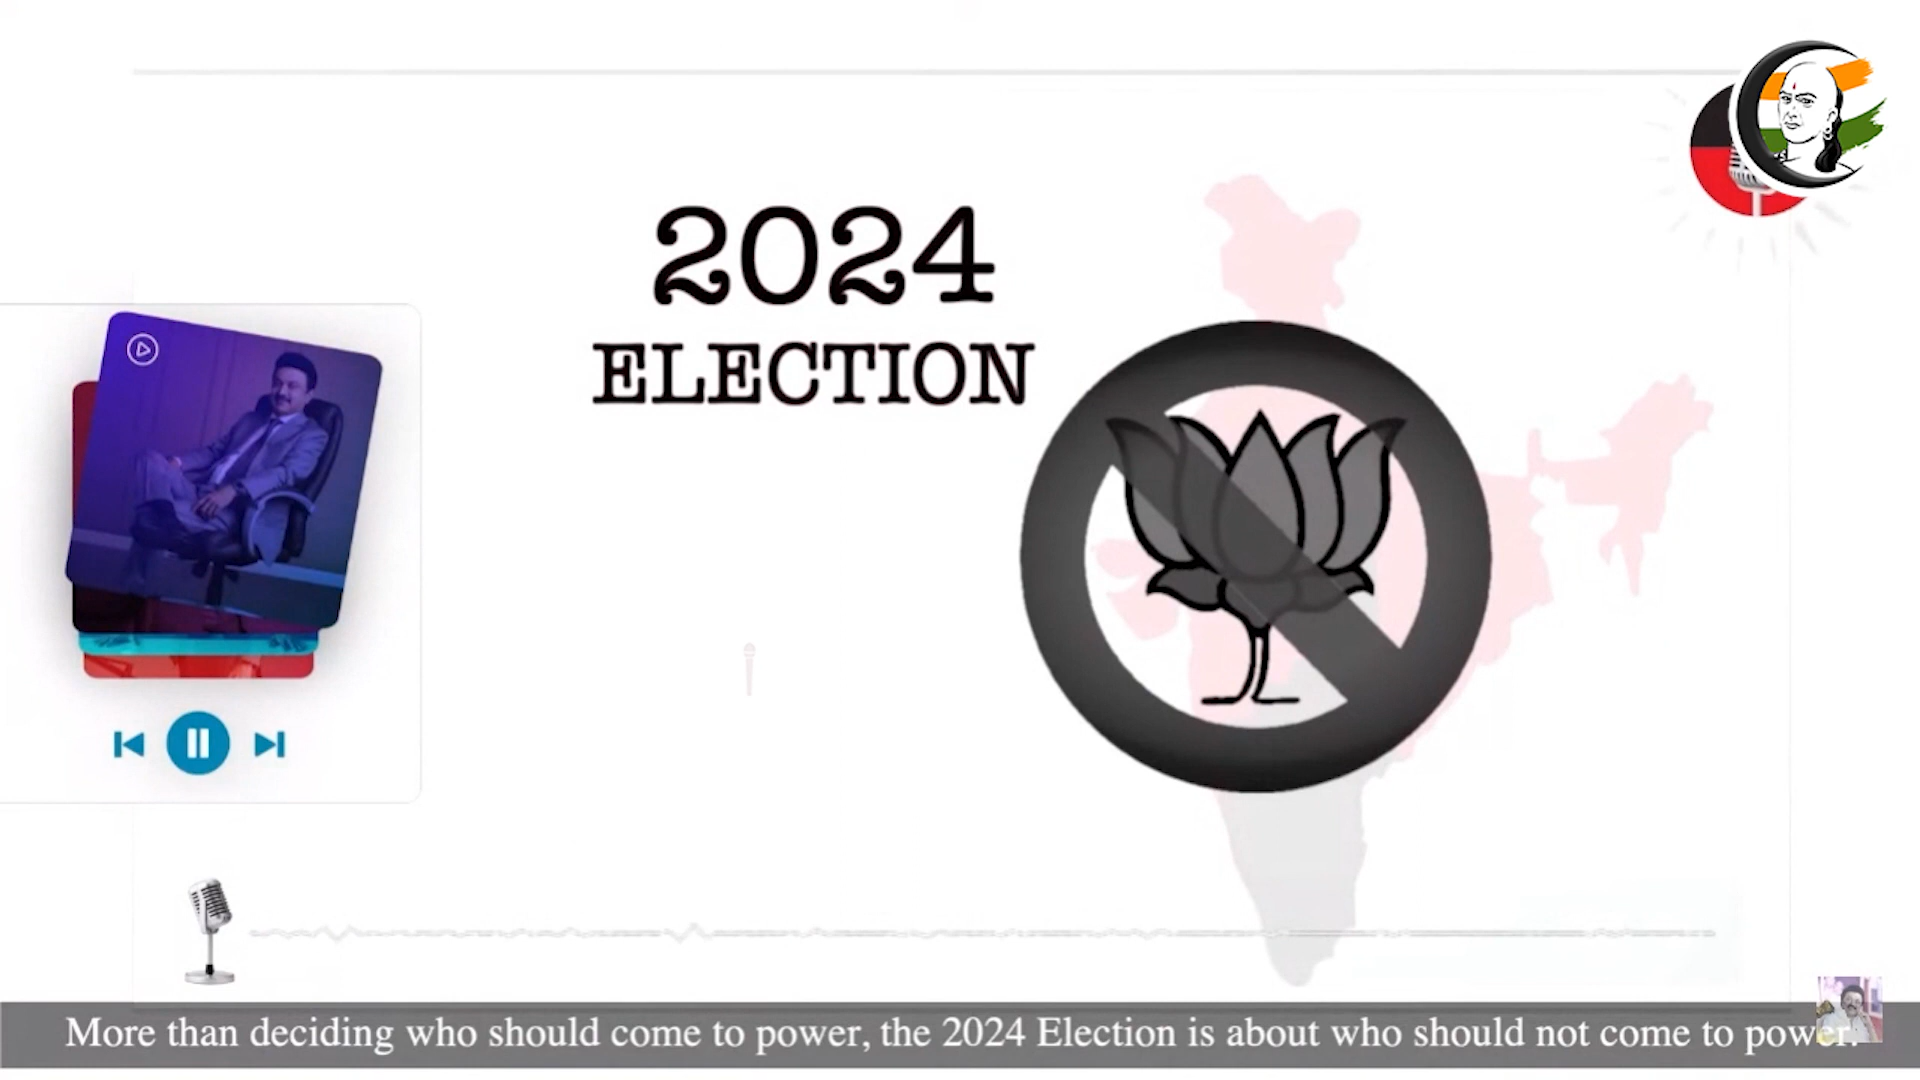 2024
ELECTION
More than deciding who should come to power, the 2024 Election is about who should not come to power.